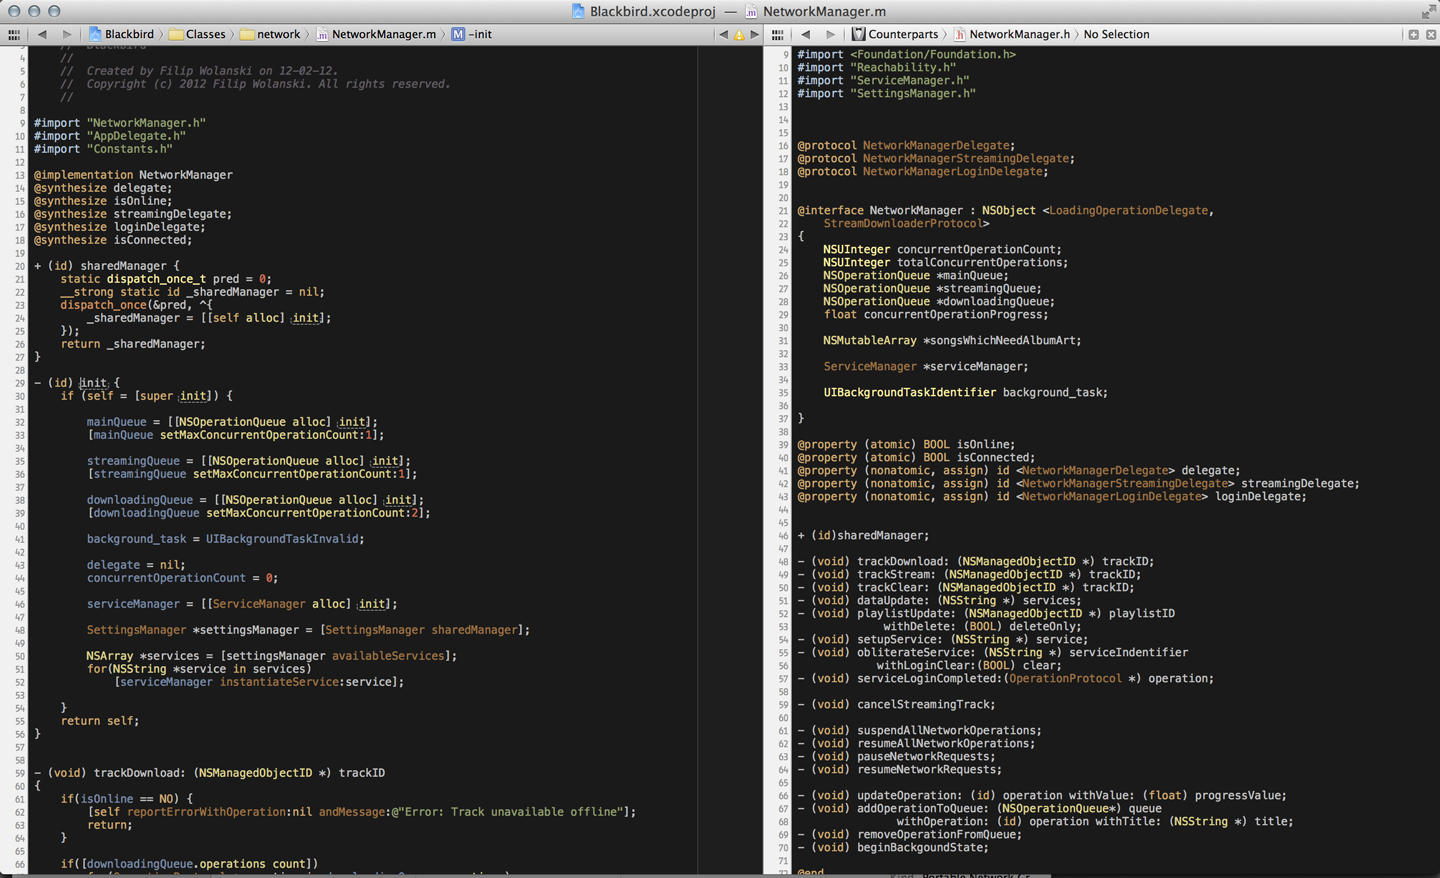 Blackbird.xcodeproj — NetworkManager.m
Blackbird Classes network NetworkManager.m M -init
4 //
5 // Created by Filip Wolanski on 12-02-12.
6 // Copyright (c) 2012 Filip Wolanski. All rights reserved.
7 //
8
9 #import "NetworkManager.h"
10 #import "AppDelegate.h"
11 #import "Constants.h"
12
13 @implementation NetworkManager
14 @synthesize delegate;
15 @synthesize isOnline;
16 @synthesize streamingDelegate;
17 @synthesize loginDelegate;
18 @synthesize isConnected;
19
20 + (id) sharedManager {
21 static dispatch_once_t pred = 0;
22 __strong static id _sharedManager = nil;
23 dispatch_once(&pred, ^{
24 _sharedManager = [[self alloc] init];
25 });
26 return _sharedManager;
27 }
28
29 - (id) init {
30 if (self = [super init]) {
31
32 mainQueue = [[NSOperationQueue alloc] init];
33 [mainQueue setMaxConcurrentOperationCount:1];
34
35 streamingQueue = [[NSOperationQueue alloc] init];
36 [streamingQueue setMaxConcurrentOperationCount:1];
37
38 downloadingQueue = [[NSOperationQueue alloc] init];
39 [downloadingQueue setMaxConcurrentOperationCount:2];
40
41 background_task = UIBackgroundTaskInvalid;
42
43 delegate = nil;
44 concurrentOperationCount = 0;
45
46 serviceManager = [[ServiceManager alloc] init];
47
48 SettingsManager *settingsManager = [SettingsManager sharedManager];
49
50 NSArray *services = [settingsManager availableServices];
51 for(NSString *service in services)
52 [serviceManager instantiateService:service];
53
54 }
55 return self;
56 }
57
58
59 - (void) trackDownload: (NSManagedObjectID *) trackID
60 {
61 if(isOnline == NO) {
62 [self reportErrorWithOperation:nil andMessage:@"Error: Track unavailable offline"];
63 return;
64 }
65
66 if([downloadingQueue.operations count])
Counterparts NetworkManager.h No Selection
9 #import <Foundation/Foundation.h>
10 #import "Reachability.h"
11 #import "ServiceManager.h"
12 #import "SettingsManager.h"
13
14
15
16 @protocol NetworkManagerDelegate;
17 @protocol NetworkManagerStreamingDelegate;
18 @protocol NetworkManagerLoginDelegate;
19
20
21 @interface NetworkManager : NSObject <LoadingOperationDelegate,
22 StreamDownloaderProtocol>
23 {
24 NSUInteger concurrentOperationCount;
25 NSUInteger totalConcurrentOperations;
26 NSOperationQueue *mainQueue;
27 NSOperationQueue *streamingQueue;
28 NSOperationQueue *downloadingQueue;
29 float concurrentOperationProgress;
30
31 NSMutableArray *songsWhichNeedAlbumArt;
32
33 ServiceManager *serviceManager;
34
35 UIBackgroundTaskIdentifier background_task;
36
37 }
38
39 @property (atomic) BOOL isOnline;
40 @property (atomic) BOOL isConnected;
41 @property (nonatomic, assign) id <NetworkManagerDelegate> delegate;
42 @property (nonatomic, assign) id <NetworkManagerStreamingDelegate> streamingDelegate;
43 @property (nonatomic, assign) id <NetworkManagerLoginDelegate> loginDelegate;
44
45
46 + (id)sharedManager;
47
48 - (void) trackDownload: (NSManagedObjectID *) trackID;
49 - (void) trackStream: (NSManagedObjectID *) trackID;
50 - (void) trackClear: (NSManagedObjectID *) trackID;
51 - (void) dataUpdate: (NSString *) services;
52 - (void) playlistUpdate: (NSManagedObjectID *) playlistID
53 withDelete: (BOOL) deleteOnly;
54 - (void) setupService: (NSString *) service;
55 - (void) obliterateService: (NSString *) serviceIndentifier
56 withLoginClear:(BOOL) clear;
57 - (void) serviceLoginCompleted:(OperationProtocol *) operation;
58
59 - (void) cancelStreamingTrack;
60
61 - (void) suspendAllNetworkOperations;
62 - (void) resumeAllNetworkOperations;
63 - (void) pauseNetworkRequests;
64 - (void) resumeNetworkRequests;
65
66 - (void) updateOperation: (id) operation withValue: (float) progressValue;
67 - (void) addOperationToQueue: (NSOperationQueue*) queue
68 withOperation: (id) operation withTitle: (NSString *) title;
69 - (void) removeOperationFromQueue;
70 - (void) beginBackgoundState;
71
72 @end